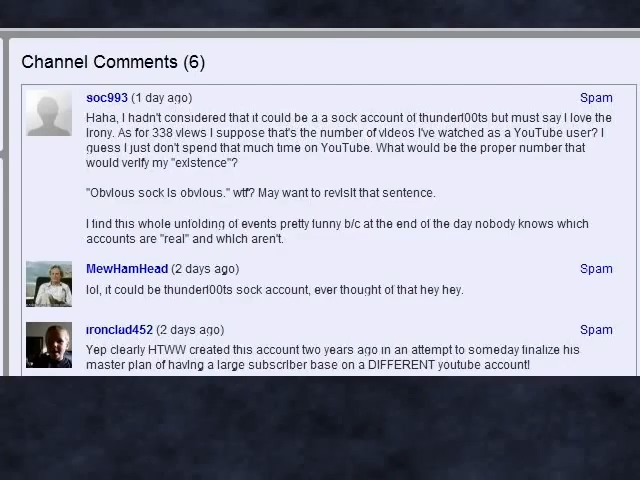 Channel Comments (6)
soc993 (1 day ago) Spam
Haha, I hadn't considered that it could be a a sock account of thunderf00ts but must say I love the
Irony. As for 338 views I suppose that's the number of videos I've watched as a YouTube user? I
guess I just don't spend that much time on YouTube. What would be the proper number that
would verify my "existence"?
"Obvious sock is obvious." wtf? May want to revisit that sentence.
I find this whole unfolding of events pretty funny b/c at the end of the day nobody knows which
accounts are "real" and which aren't.
MewHamHead (2 days ago) Spam
lol, it could be thunderf00ts sock account, ever thought of that hey hey.
ironclad452 (2 days ago) Spam
Yep clearly HTWW created this account two years ago in an attempt to someday finalize his
master plan of having a large subscriber base on a DIFFERENT youtube account!